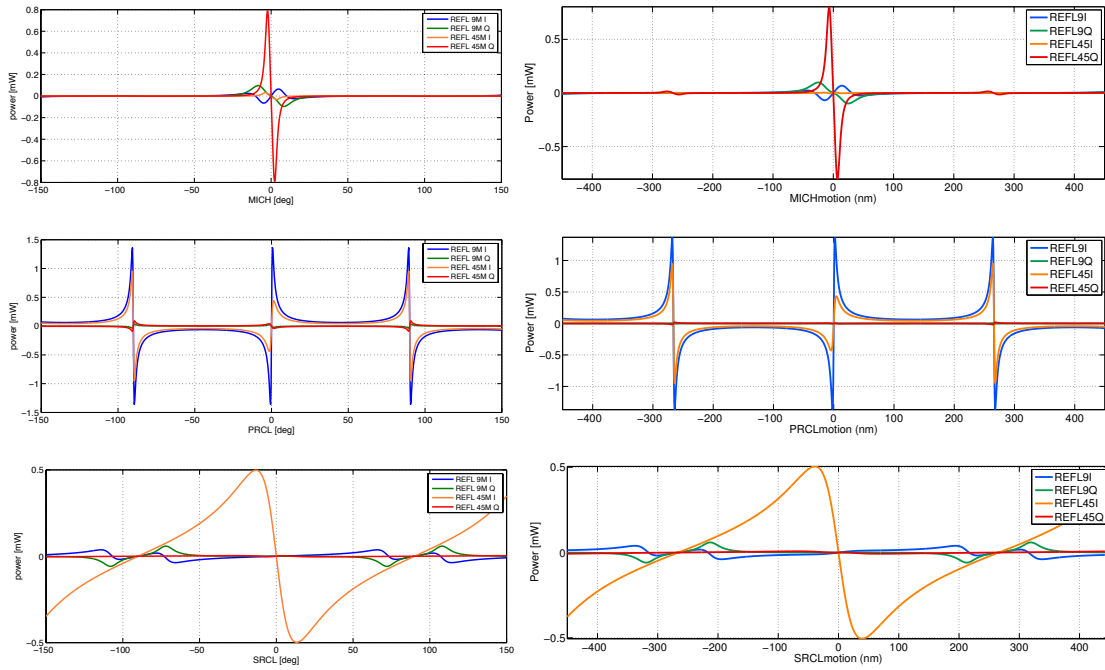 0.8
0.6
0.4
0.2
0
−0.2
−0.4
−0.6
0.8
power [mW]
−150
−100
−50
0
50
100
150
MICH [deg]
REFL 9M I
REFL 9M Q
REFL 45M I
REFL 45M Q
0.5
0
−0.5
Power [mW]
−400
−300
−200
−100
0
100
200
300
400
MICHmotion (nm)
REFL9I
REFL9Q
REFL45I
REFL45Q
1.5
1
0.5
0
−0.5
−1
−1.5
power [mW]
−150
−100
−50
0
50
100
150
PRCL [deg]
REFL 9M I
REFL 9M Q
REFL 45M I
REFL 45M Q
1
0.5
0
−0.5
−1
Power [mW]
−400
−300
−200
−100
0
100
200
300
400
PRCLmotion (nm)
REFL9I
REFL9Q
REFL45I
REFL45Q
0.5
0
−0.5
power [mW]
−150
−100
−50
0
50
100
150
SRCL [deg]
REFL 9M I
REFL 9M Q
REFL 45M I
REFL 45M Q
0.5
0
−0.5
Power [mW]
−400
−300
−200
−100
0
100
200
300
400
SRCLmotion (nm)
REFL9I
REFL9Q
REFL45I
REFL45Q